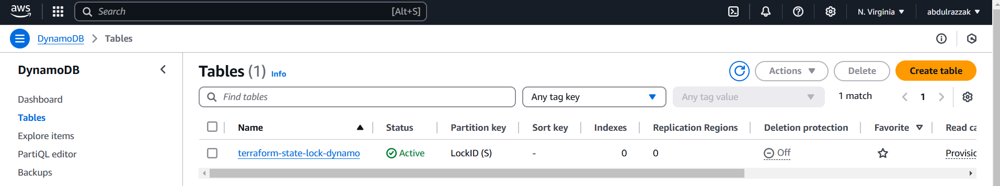 aws Search [Alt+S] N. Virginia abdulrazzak
DynamoDB Tables
DynamoDB
Dashboard
Tables
Explore items
PartiQL editor
Backups
Tables (1) Info Actions Delete Create table
Find tables Any tag key Any tag value 1 match 1
Name Status Partition key Sort key Indexes Replication Regions Deletion protection Favorite Read ca
terraform-state-lock-dynamo Active LockID (S) - 0 0 Off Provisic